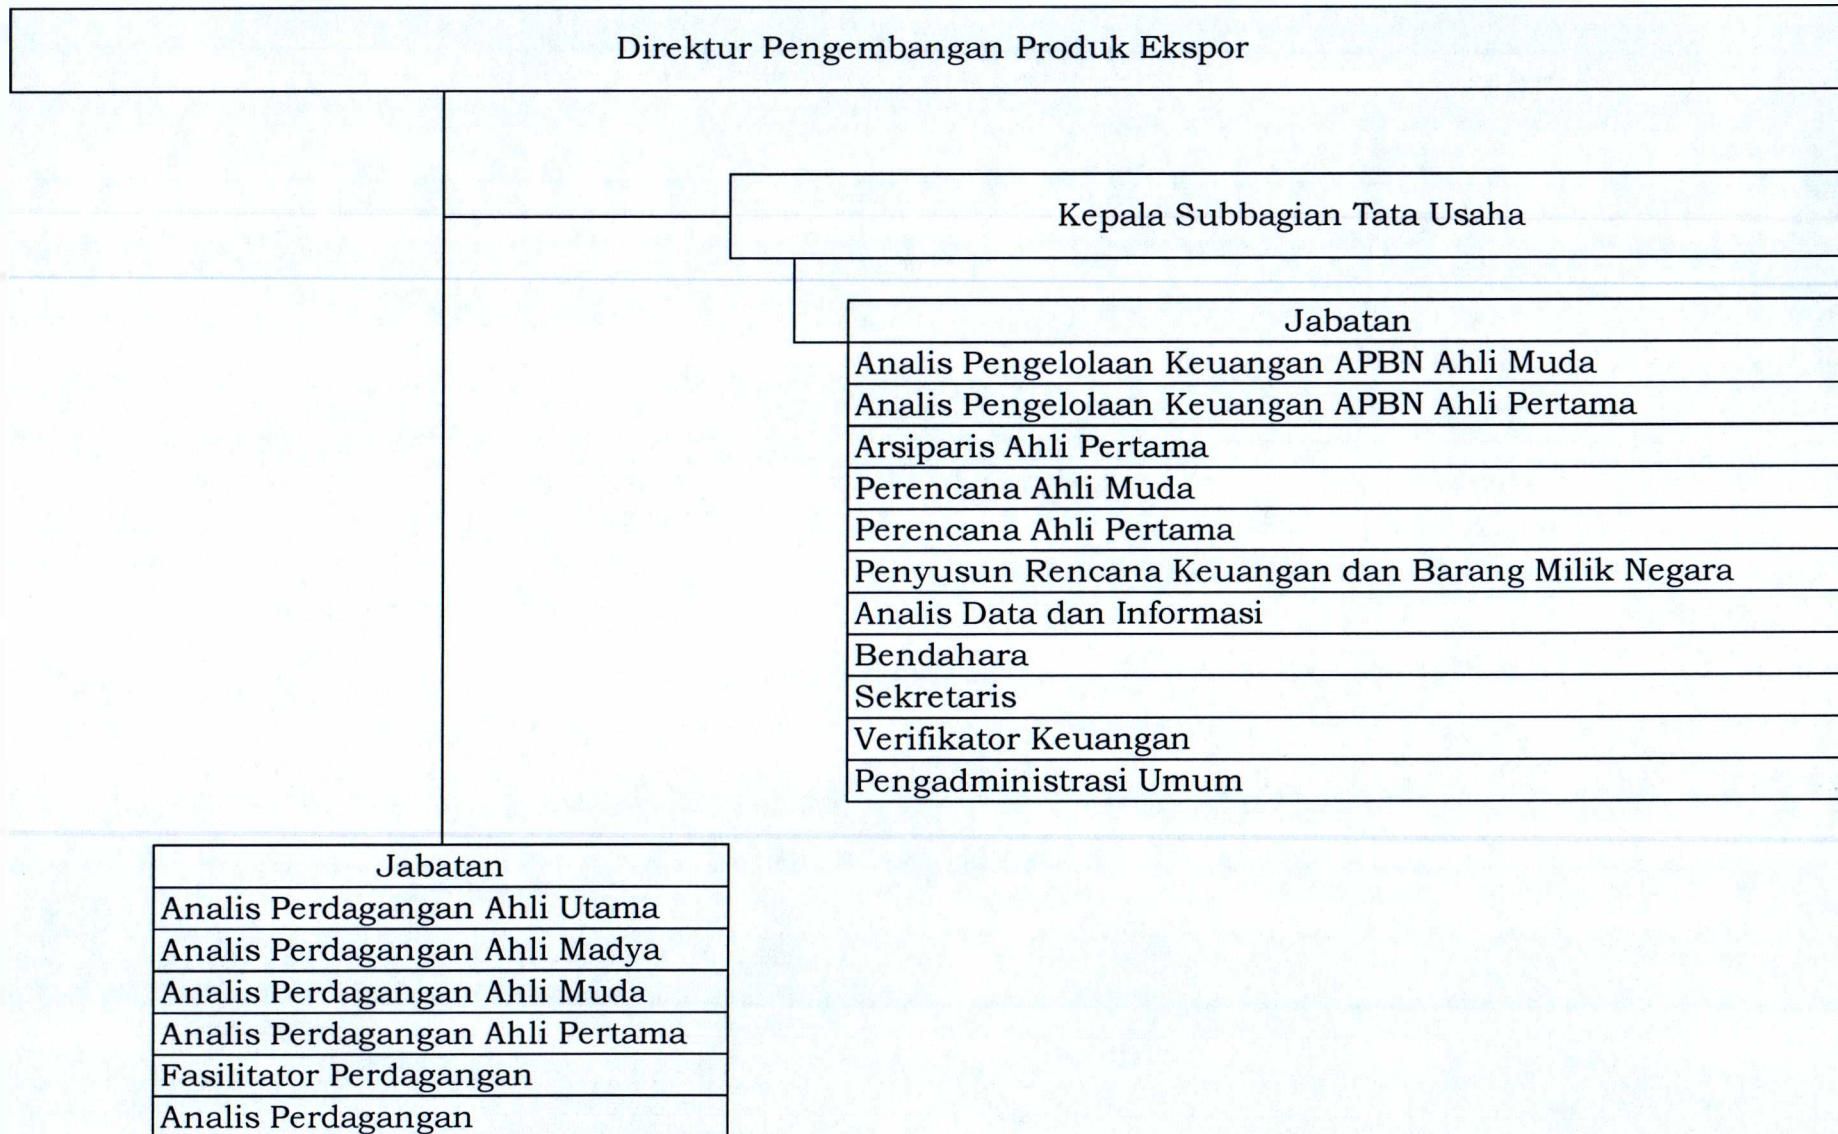 Direktur Pengembangan Produk Ekspor
Kepala Subbagian Tata Usaha
Jabatan
Analis Pengelolaan Keuangan APBN Ahli Muda
Analis Pengelolaan Keuangan APBN Ahli Pertama
Arsiparis Ahli Pertama
Perencana Ahli Muda
Perencana Ahli Pertama
Penyusun Rencana Keuangan dan Barang Milik Negara
Analis Data dan Informasi
Bendahara
Sekretaris
Verifikator Keuangan
Pengadministrasi Umum
Jabatan
Analis Perdagangan Ahli Utama
Analis Perdagangan Ahli Madya
Analis Perdagangan Ahli Muda
Analis Perdagangan Ahli Pertama
Fasilitator Perdagangan
Analis Perdagangan